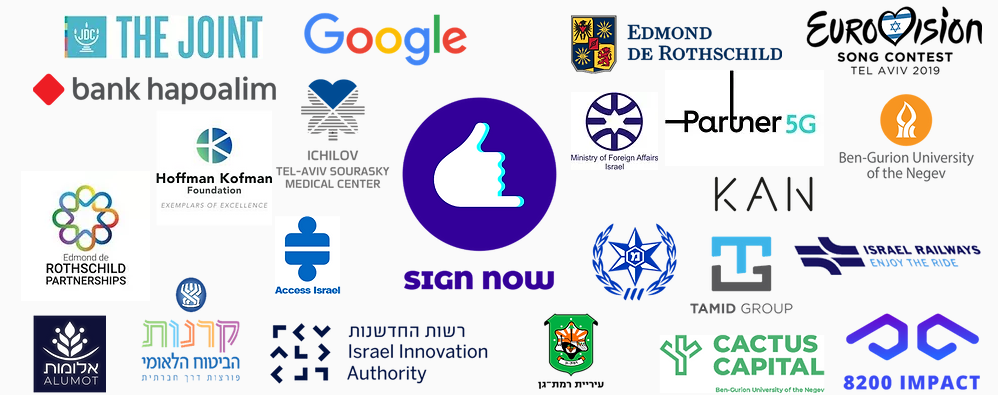 JDC
THE JOINT
Google
EDMOND
DE ROTHSCHILD
EUROVISION
SONG CONTEST
TEL AVIV 2019
bank hapoalim
ICHILOV
TEL-AVIV SOURASKY
MEDICAL CENTER
Ministry of Foreign Affairs
Israel
Partner 5G
Ben-Gurion University
of the Negev
Hoffman Kofman
Foundation
EXEMPLARS OF EXCELLENCE
KAN
Edmond de
ROTHSCHILD
PARTNERSHIPS
Access Israel
SIGN NOW
ISRAEL RAILWAYS
ENJOY THE RIDE
TAMID GROUP
אלומות
ALUMOT
קרנות
הביטוח הלאומי
פורצות דרך חברתית
רשות החדשנות
Israel Innovation
Authority
עיריית רמת-גן
CACTUS
CAPITAL
Ben-Gurion University of the Negev
8200 IMPACT